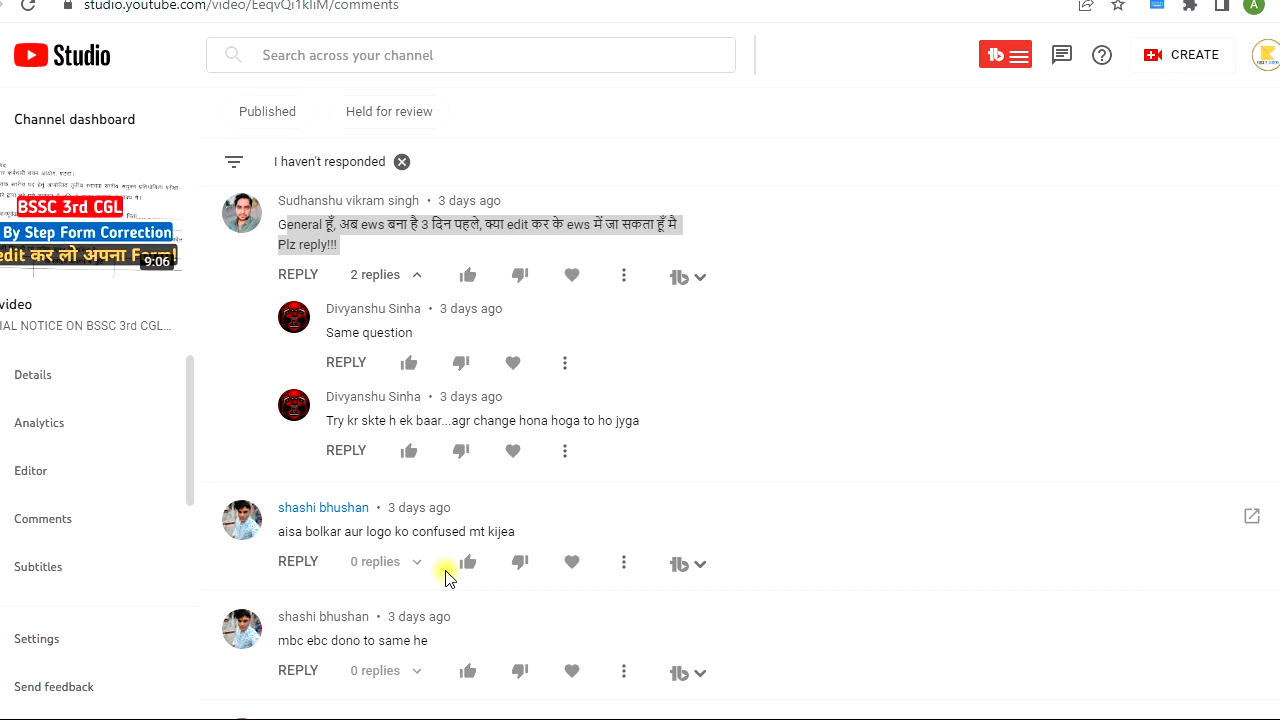 studio.youtube.com/video/EeqvQi1kIiM/comments
A
Studio
Search across your channel
CREATE
Channel dashboard
Published
Held for review
I haven't responded
BSSC 3rd CGL
By Step Form Correction
edit कर लो अपना Form!
9:06
video
IAL NOTICE ON BSSC 3rd CGL...
Details
Analytics
Editor
Comments
Subtitles
Settings
Send feedback
Sudhanshu vikram singh • 3 days ago
General हूँ, अब ews बना है 3 दिन पहले, क्या edit कर के ews में जा सकता हूँ मै
Plz reply!!!
REPLY 2 replies
Divyanshu Sinha • 3 days ago
Same question
REPLY
Divyanshu Sinha • 3 days ago
Try kr skte h ek baar...agr change hona hoga to ho jyga
REPLY
shashi bhushan • 3 days ago
aisa bolkar aur logo ko confused mt kijea
REPLY 0 replies
shashi bhushan • 3 days ago
mbc ebc dono to same he
REPLY 0 replies